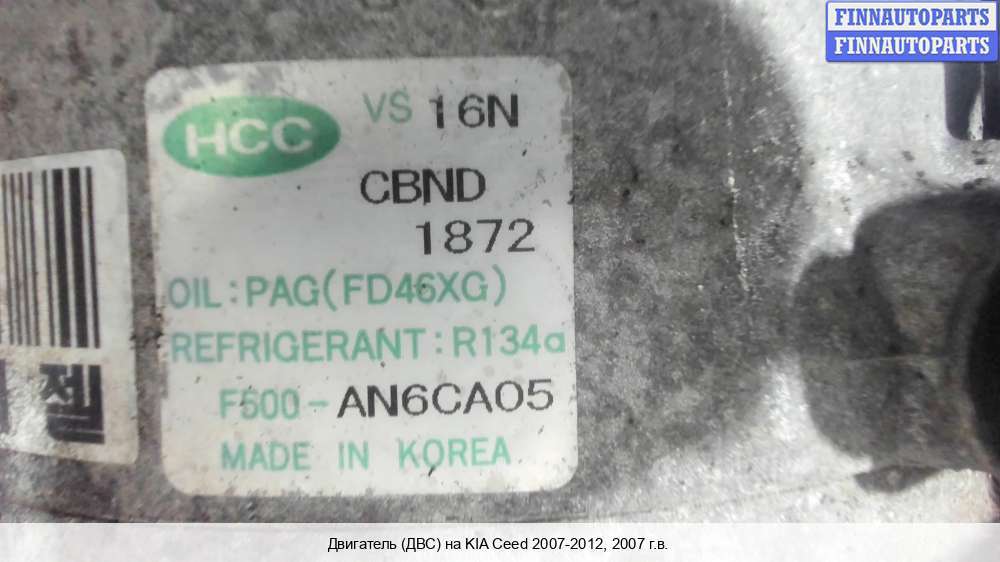 FINNAUTOPARTS
FINNAUTOPARTS
HCC VS 16N
CBND
1872
OIL:PAG(FD46XG)
REFRIGERANT:R134a
F500-AN6CA05
MADE IN KOREA
젤
Двигатель (ДВС) на KIA Ceed 2007-2012, 2007 г.в.